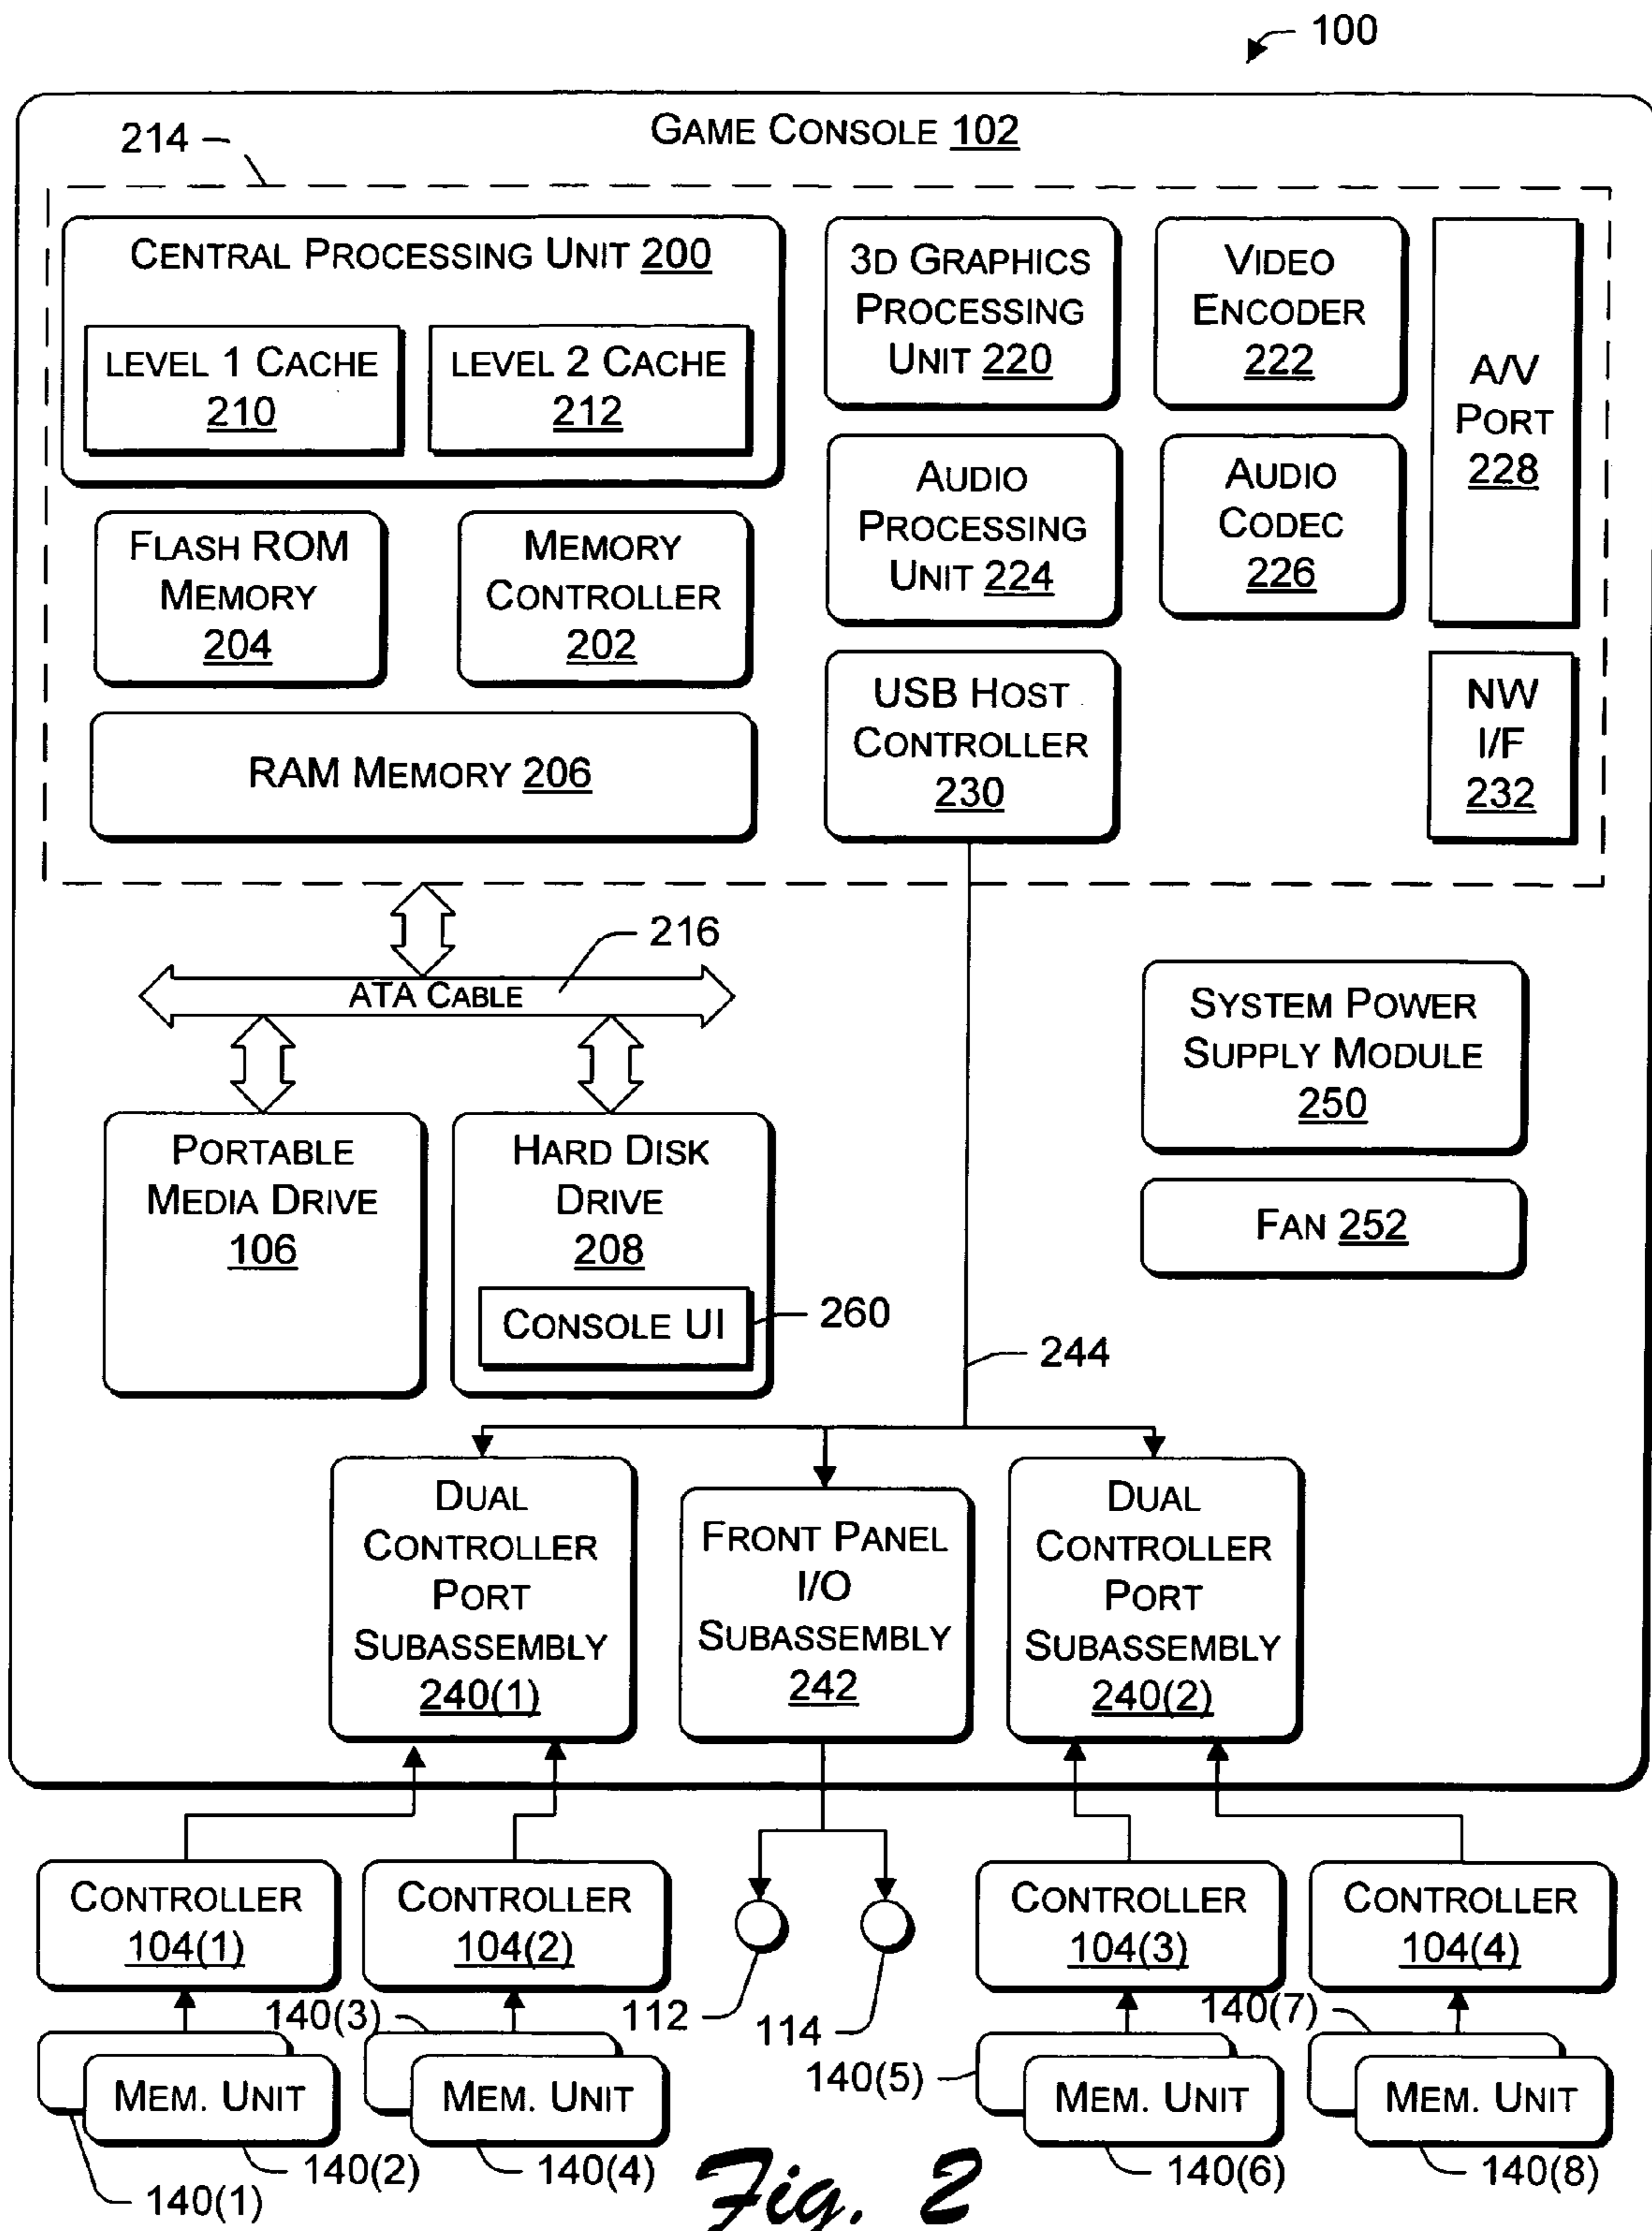 100
GAME CONSOLE 102
214
CENTRAL PROCESSING UNIT 200
LEVEL 1 CACHE
210
LEVEL 2 CACHE
212
3D GRAPHICS
PROCESSING
UNIT 220
VIDEO
ENCODER
222
A/V
PORT
228
FLASH ROM
MEMORY
204
MEMORY
CONTROLLER
202
AUDIO
PROCESSING
UNIT 224
AUDIO
CODEC
226
RAM MEMORY 206
USB HOST
CONTROLLER
230
NW
I/F
232
216
ATA CABLE
SYSTEM POWER
SUPPLY MODULE
250
PORTABLE
MEDIA DRIVE
106
HARD DISK
DRIVE
208
CONSOLE UI
260
FAN 252
244
DUAL
CONTROLLER
PORT
SUBASSEMBLY
240(1)
FRONT PANEL
I/O
SUBASSEMBLY
242
DUAL
CONTROLLER
PORT
SUBASSEMBLY
240(2)
CONTROLLER
104(1)
CONTROLLER
104(2)
CONTROLLER
104(3)
CONTROLLER
104(4)
140(3)
112
114
140(7)
140(5)
MEM. UNIT
MEM. UNIT
MEM. UNIT
MEM. UNIT
140(1)
140(2)
140(4)
140(6)
140(8)
Fig. 2